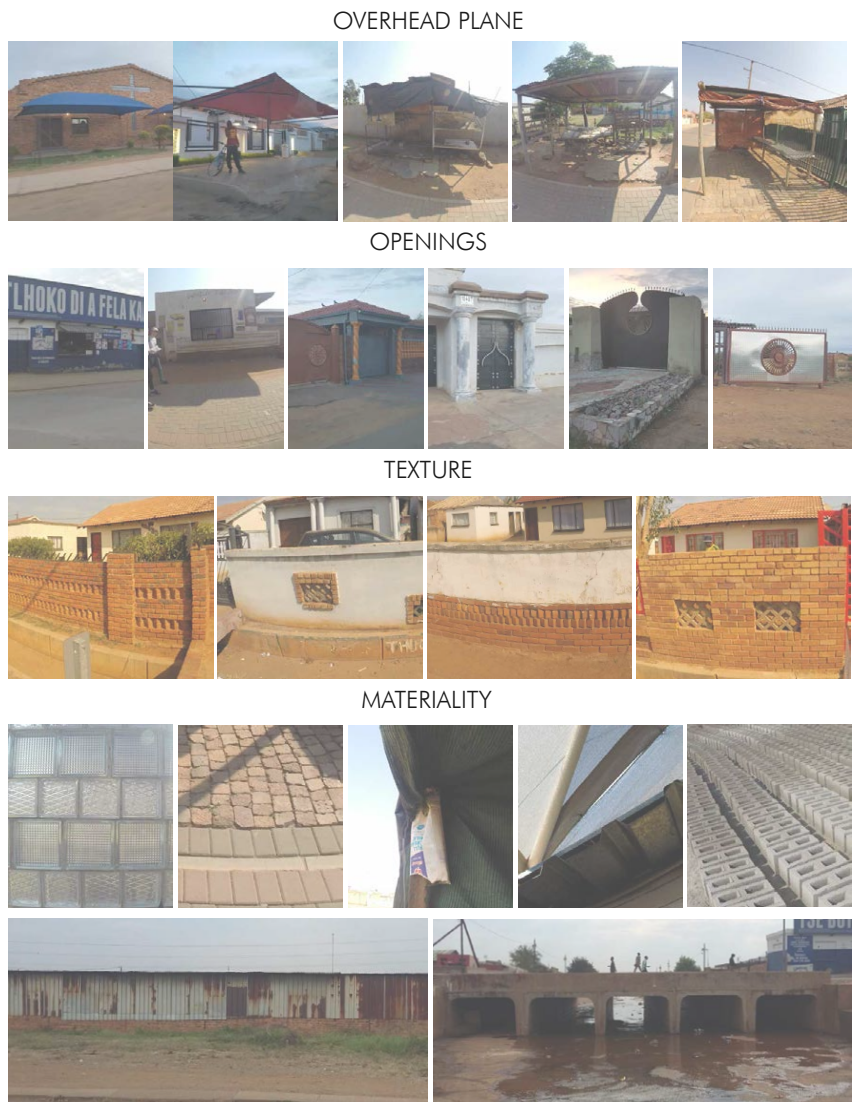 OVERHEAD PLANE
OPENINGS
TLHOKO DI A FELA KA
TEXTURE
MATERIALITY